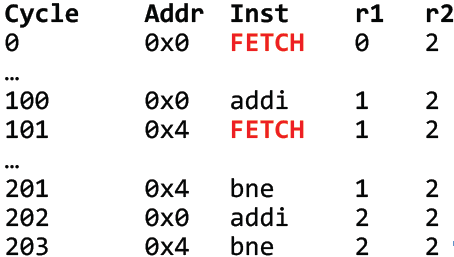 Cycle Addr Inst r1 r2
0 0x0 FETCH 0 2
…
100 0x0 addi 1 2
101 0x4 FETCH 1 2
…
201 0x4 bne 1 2
202 0x0 addi 2 2
203 0x4 bne 2 2